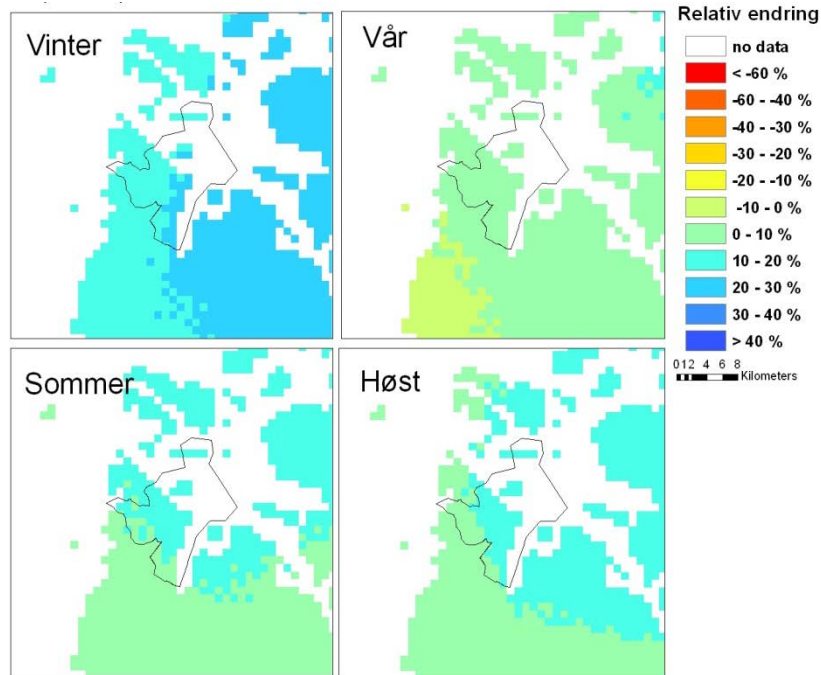 Vinter
Vår
Sommer
Høst
Relativ endring
no data
< -60 %
-60 - -40 %
-40 - -30 %
-30 - -20 %
-20 - -10 %
-10 - 0 %
0 - 10 %
10 - 20 %
20 - 30 %
30 - 40 %
> 40 %
0 1 2 4 6 8
Kilometers